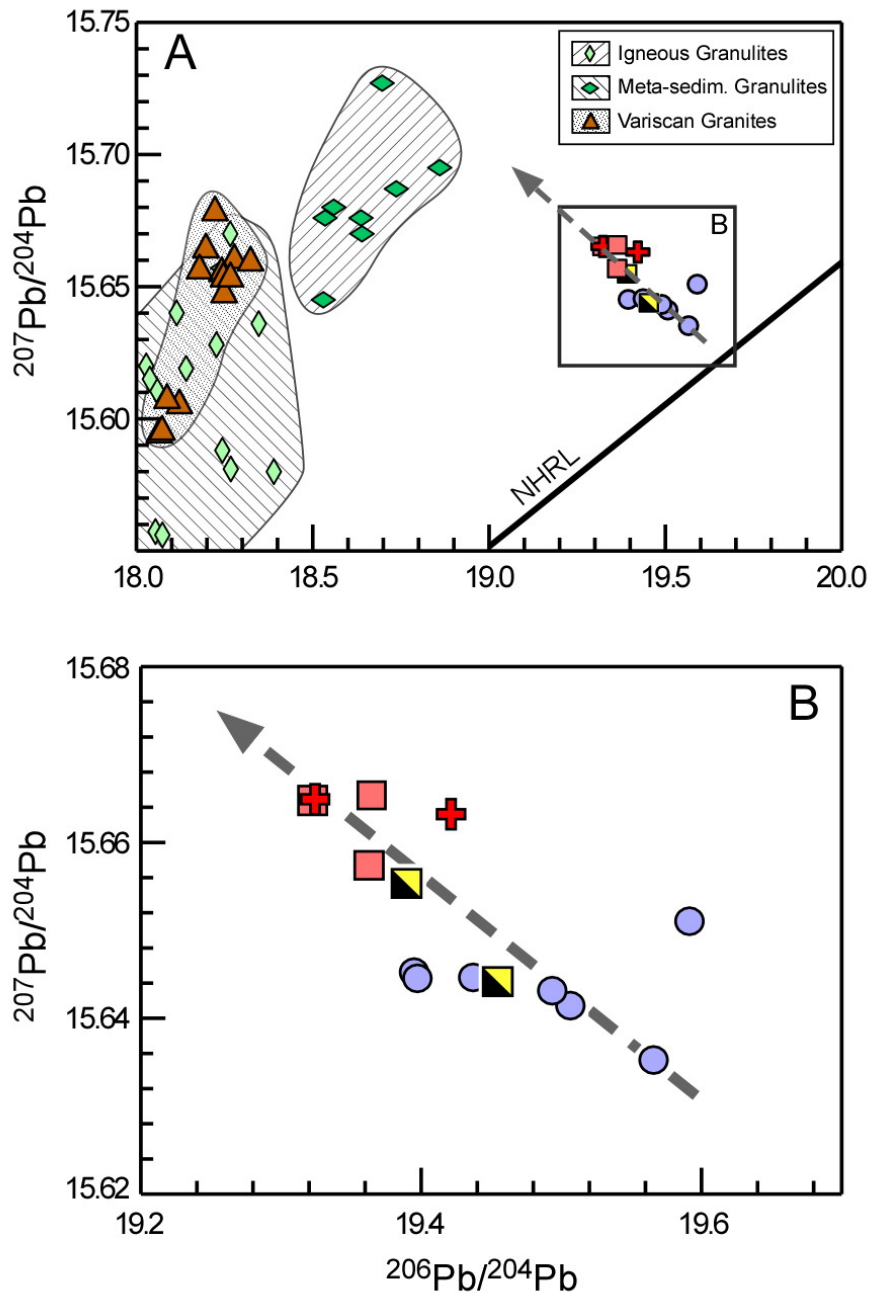 A
15.75
15.70
15.65
15.60
²⁰⁷Pb/²⁰⁴Pb
Igneous Granulites
Meta-sedim. Granulites
Variscan Granites
B
NHRL
18.0
18.5
19.0
19.5
20.0
B
15.68
15.66
15.64
15.62
²⁰⁷Pb/²⁰⁴Pb
19.2
19.4
19.6
²⁰⁶Pb/²⁰⁴Pb